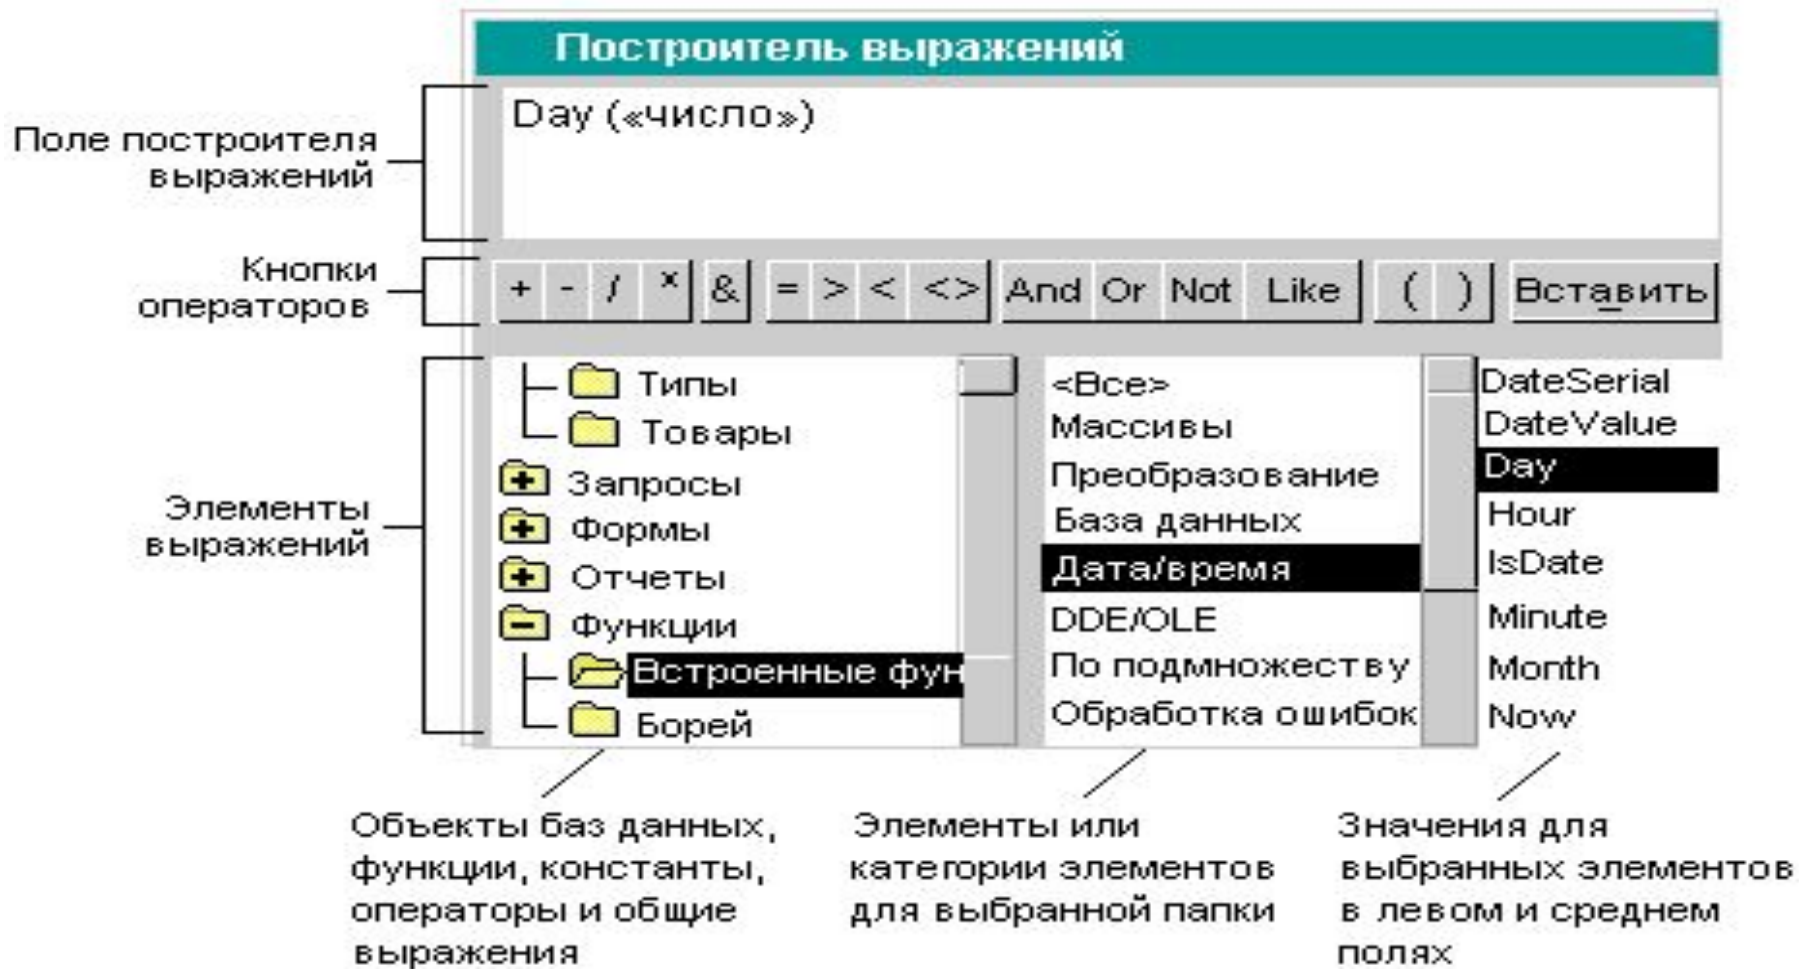 Построитель выражений
Day («число»)
Поле построителя
выражений
Кнопки
операторов
+ - / * & = > < <> And Or Not Like ( ) Вставить
Элементы
выражений
Типы
Товары
Запросы
Формы
Отчеты
Функции
Встроенные фун
Борей
<Все>
Массивы
Преобразование
База данных
Дата/время
DDE/OLE
По подмножеству
Обработка ошибок
DateSerial
DateValue
Day
Hour
IsDate
Minute
Month
Now
Объекты баз данных,
функции, константы,
операторы и общие
выражения
Элементы или
категории элементов
для выбранной папки
Значения для
выбранных элементов
в левом и среднем
полях